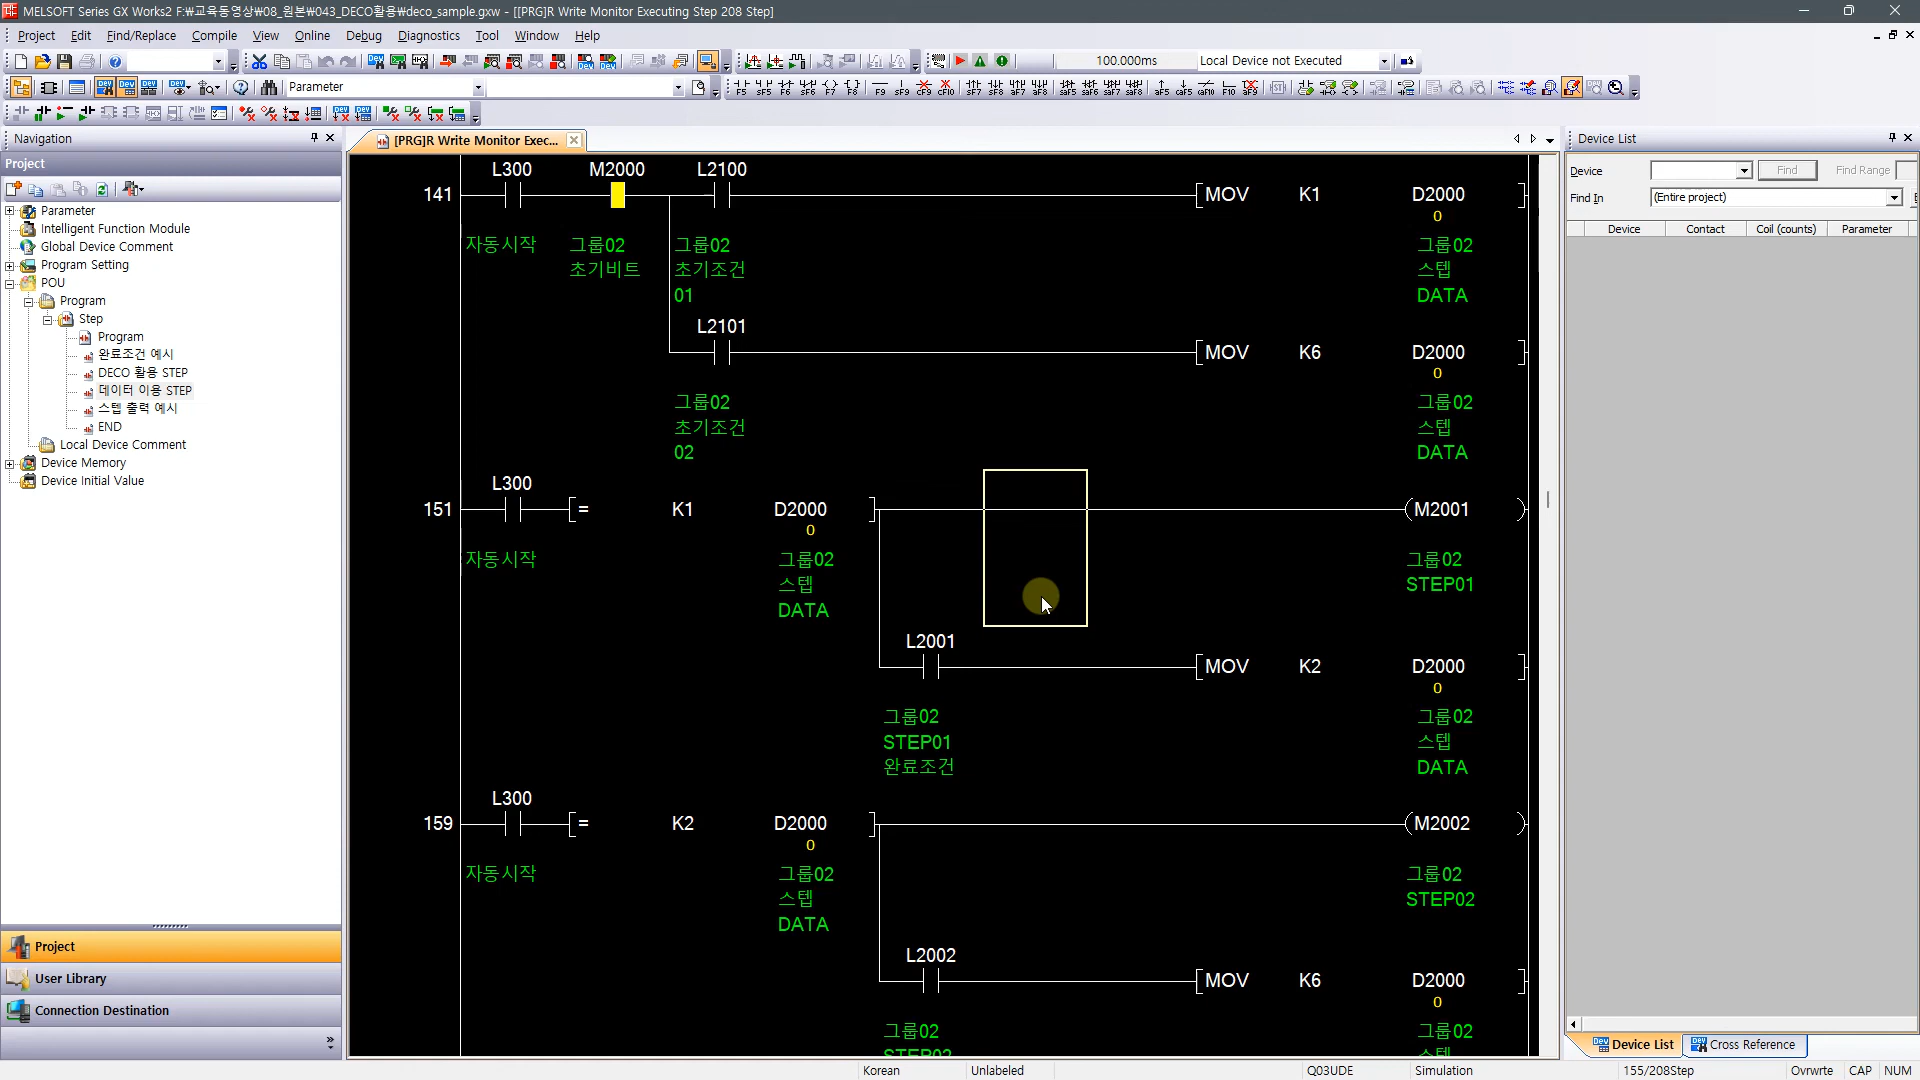 MELSOFT Series GX Works2 F:₩교육동영상₩08_원본₩043_DECO활용₩deco_sample.gxw - [[PRG]R Write Monitor Executing Step 208 Step]
Project Edit Find/Replace Compile View Online Debug Diagnostics Tool Window Help
100.000ms Local Device not Executed
Parameter
Navigation
Project
Parameter
Intelligent Function Module
Global Device Comment
Program Setting
POU
Program
Step
Program
완료조건 예시
DECO 활용 STEP
데이터 이용 STEP
스텝 출력 예시
END
Local Device Comment
Device Memory
Device Initial Value
Project
User Library
Connection Destination
[PRG]R Write Monitor Exec...
L300 M2000 L2100
141 MOV K1 D2000
0
자동시작 그룹02 그룹02 그룹02
초기비트 초기조건 스텝
01 DATA
L2101
MOV K6 D2000
0
그룹02 그룹02
초기조건 스텝
02 DATA
L300
151 = K1 D2000 M2001
0
자동시작 그룹02 그룹02
스텝 STEP01
DATA
L2001
MOV K2 D2000
0
그룹02 그룹02
STEP01 스텝
완료조건 DATA
L300
159 = K2 D2000 M2002
0
자동시작 그룹02 그룹02
스텝 STEP02
DATA
L2002
MOV K6 D2000
0
그룹02 그룹02
STEP02 스텝
Device List
Device Find Find Range
Find In (Entire project)
Device Contact Coil (counts) Parameter
Device List Cross Reference
Korean Unlabeled Q03UDE Simulation 155/208Step Ovrwrte CAP NUM